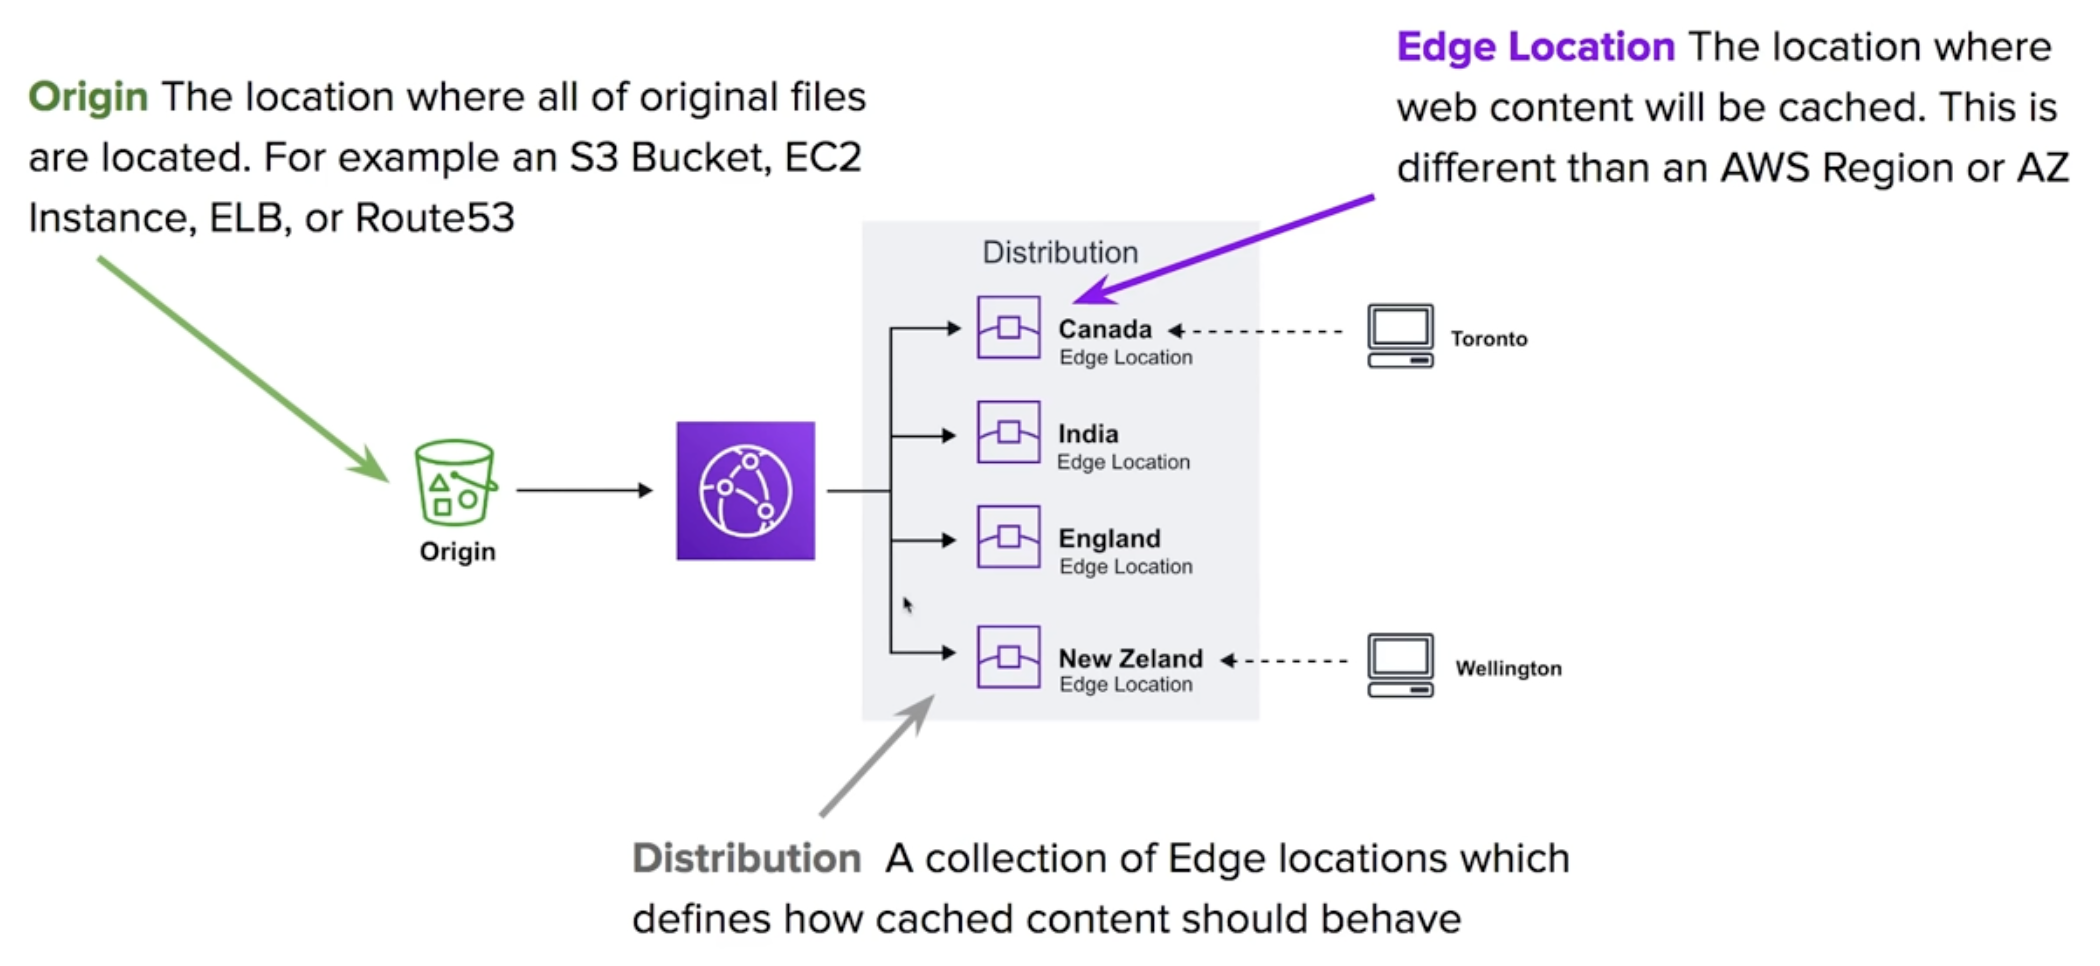 Origin The location where all of original files
are located. For example an S3 Bucket, EC2
Instance, ELB, or Route53
Edge Location The location where
web content will be cached. This is
different than an AWS Region or AZ
Distribution
Canada
Edge Location
Toronto
India
Edge Location
Origin
England
Edge Location
New Zeland
Edge Location
Wellington
Distribution A collection of Edge locations which
defines how cached content should behave